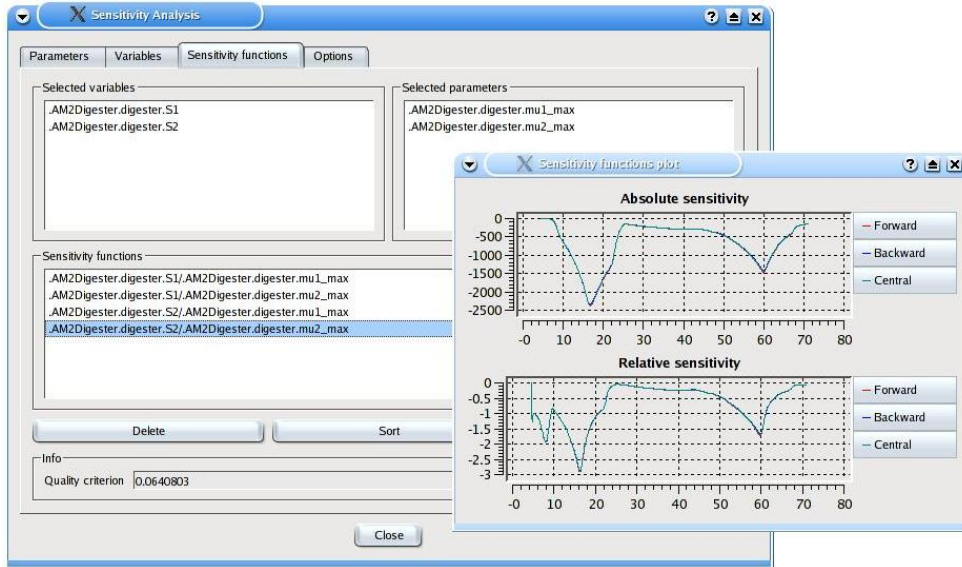 Sensitivity Analysis
Parameters Variables Sensitivity functions Options
Selected variables
.AM2Digester.digester.S1
.AM2Digester.digester.S2
Selected parameters
.AM2Digester.digester.mu1_max
.AM2Digester.digester.mu2_max
Sensitivity functions
.AM2Digester.digester.S1/.AM2Digester.digester.mu1_max
.AM2Digester.digester.S1/.AM2Digester.digester.mu2_max
.AM2Digester.digester.S2/.AM2Digester.digester.mu1_max
.AM2Digester.digester.S2/.AM2Digester.digester.mu2_max
Delete Sort
Info
Quality criterion 0.0640803
Close
Sensitivity functions plot
Absolute sensitivity
0
-500
-1000
-1500
-2000
-2500
-0 10 20 30 40 50 60 70 80
Forward
Backward
Central
Relative sensitivity
0
-0.5
-1
-1.5
-2
-2.5
-3
-0 10 20 30 40 50 60 70 80
Forward
Backward
Central